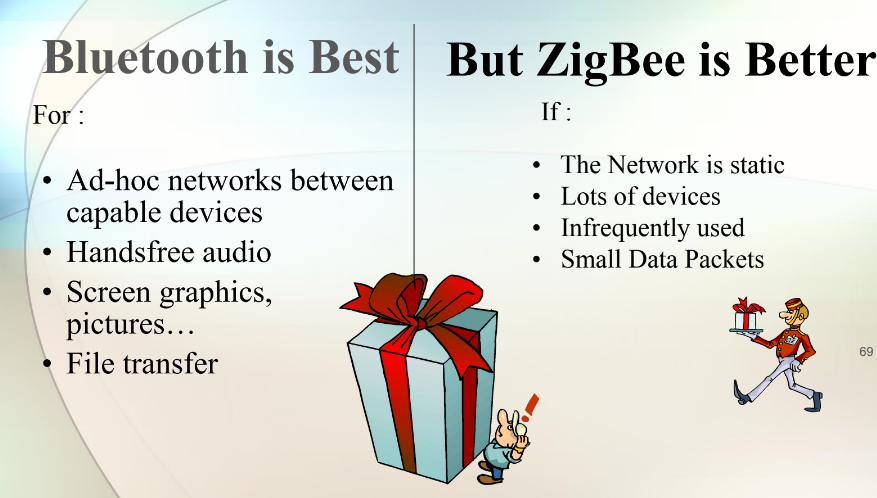 Bluetooth is Best
For :
• Ad-hoc networks between
capable devices
• Handsfree audio
• Screen graphics,
pictures…
• File transfer
But ZigBee is Better
If :
• The Network is static
• Lots of devices
• Infrequently used
• Small Data Packets
69